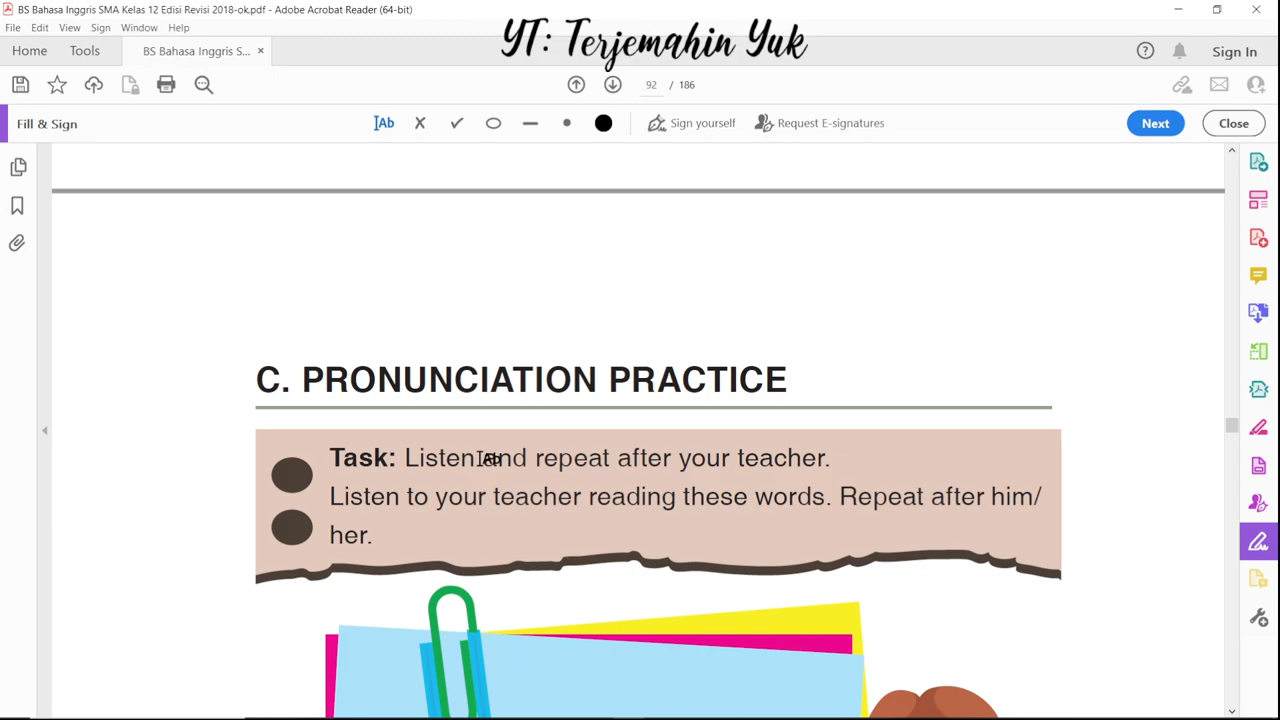 BS Bahasa Inggris SMA Kelas 12 Edisi Revisi 2018-ok.pdf - Adobe Acrobat Reader (64-bit)
File Edit View Sign Window Help
YT: Terjemahin Yuk
Home Tools BS Bahasa Inggris S... × Sign In
92 / 186
Fill & Sign Ab Sign yourself Request E-signatures Next Close
C. PRONUNCIATION PRACTICE
Task: Listen and repeat after your teacher.
Listen to your teacher reading these words. Repeat after him/
her.